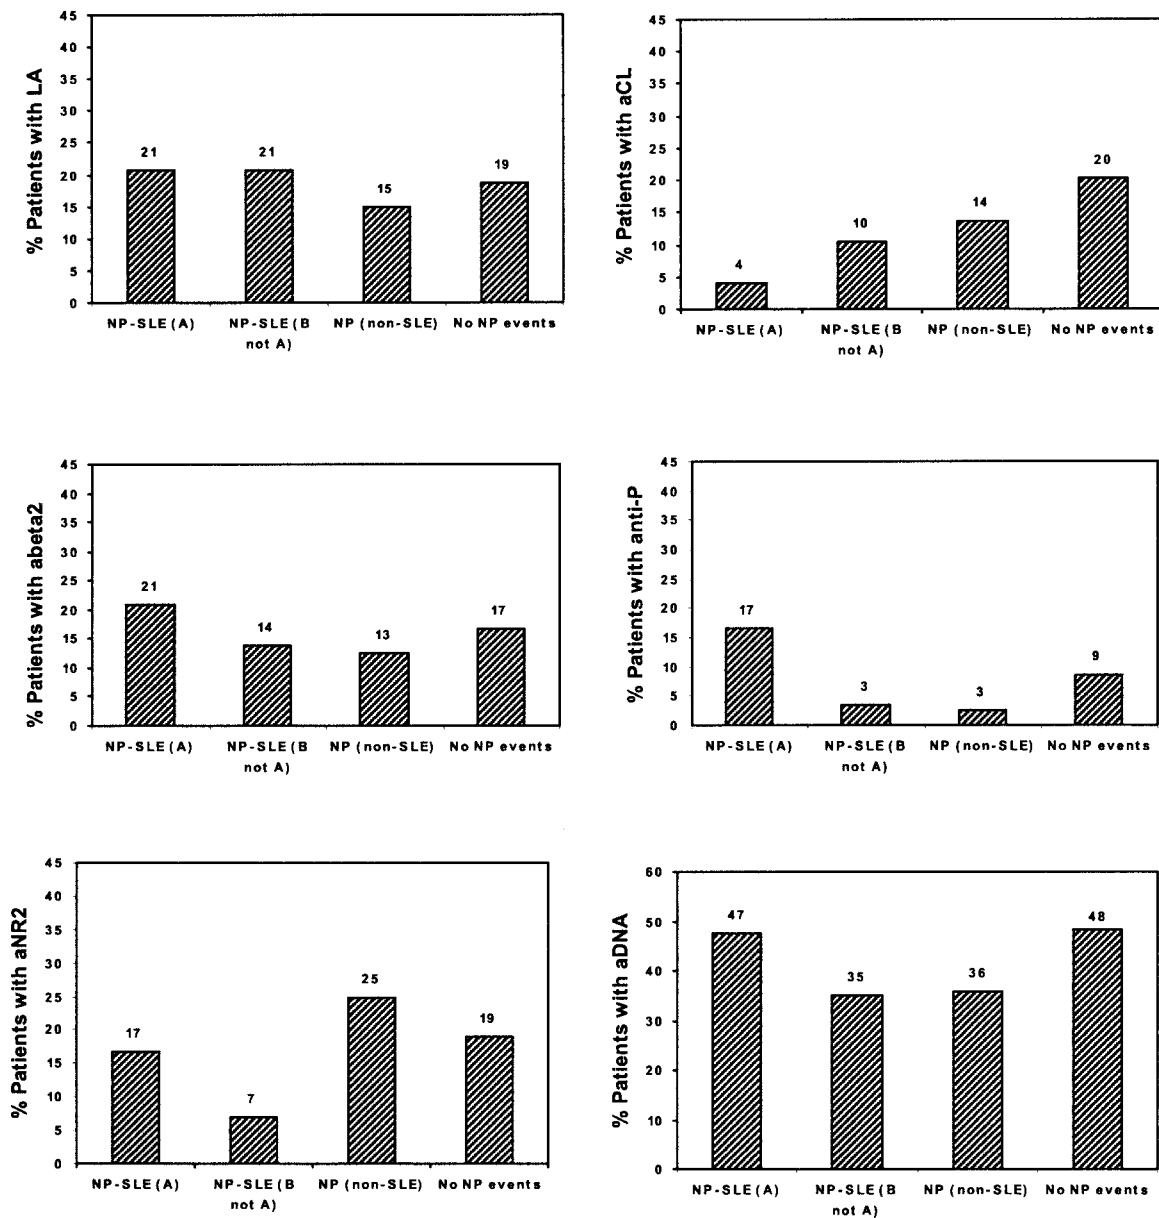 % Patients with LA
45
40
35
30
25
20
15
10
5
0
21
21
15
19
NP-SLE (A)
NP-SLE (B
not A)
NP (non-SLE)
No NP events
% Patients with aCL
45
40
35
30
25
20
15
10
5
0
4
10
14
20
NP-SLE (A)
NP-SLE (B
not A)
NP (non-SLE)
No NP events
% Patients with abeta2
45
40
35
30
25
20
15
10
5
0
21
14
13
17
NP-SLE (A)
NP-SLE (B
not A)
NP (non-SLE)
No NP events
% Patients with anti-P
45
40
35
30
25
20
15
10
5
0
17
3
3
9
NP-SLE (A)
NP-SLE (B
not A)
NP (non-SLE)
No NP events
% Patients with aNR2
45
40
35
30
25
20
15
10
5
0
17
7
25
19
NP-SLE (A)
NP-SLE (B
not A)
NP (non-SLE)
No NP events
% Patients with aDNA
60
50
40
30
20
10
0
47
35
36
48
NP-SLE (A)
NP-SLE (B
not A)
NP (non-SLE)
No NP events